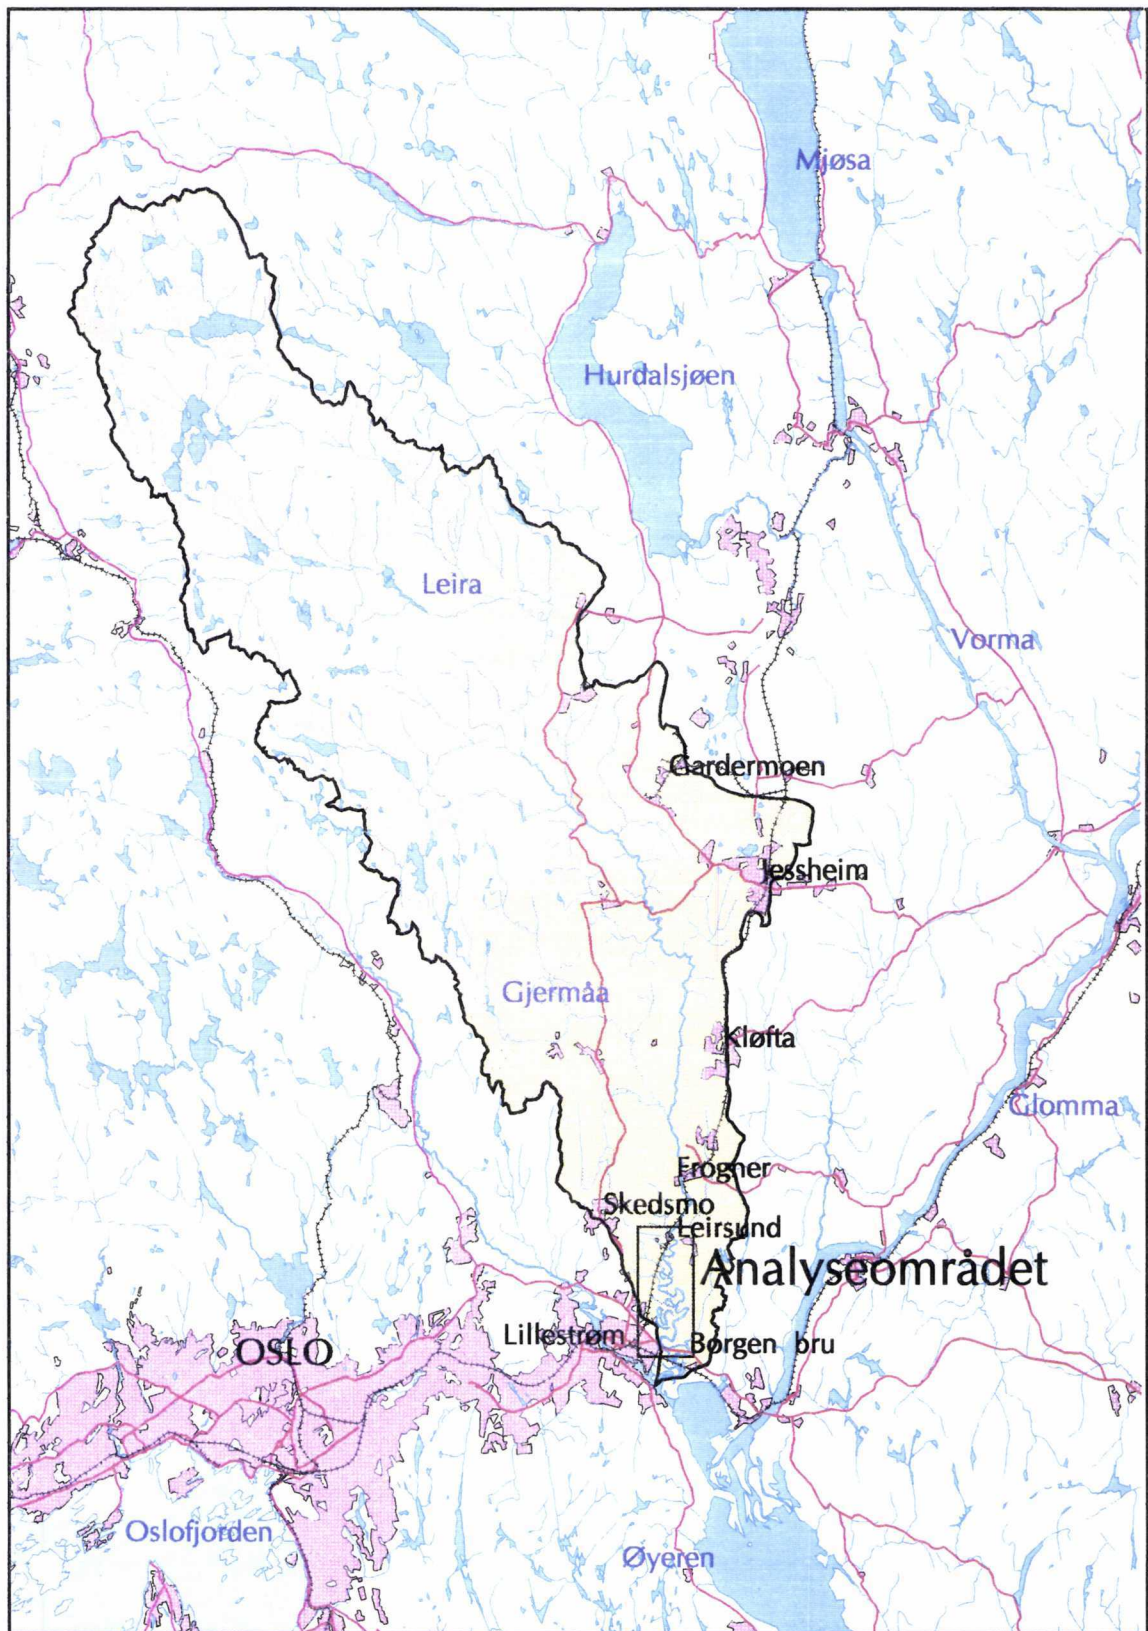 Mjøsa
Hurdalsjøen
Leira
Vorma
Gardermoen
Jessheim
Gjermåa
Kløfta
Glomma
Frogner
Skedsmo
Leirsund
Analyseområdet
Lillestrøm
Borgen bru
OSLO
Oslofjorden
Øyeren